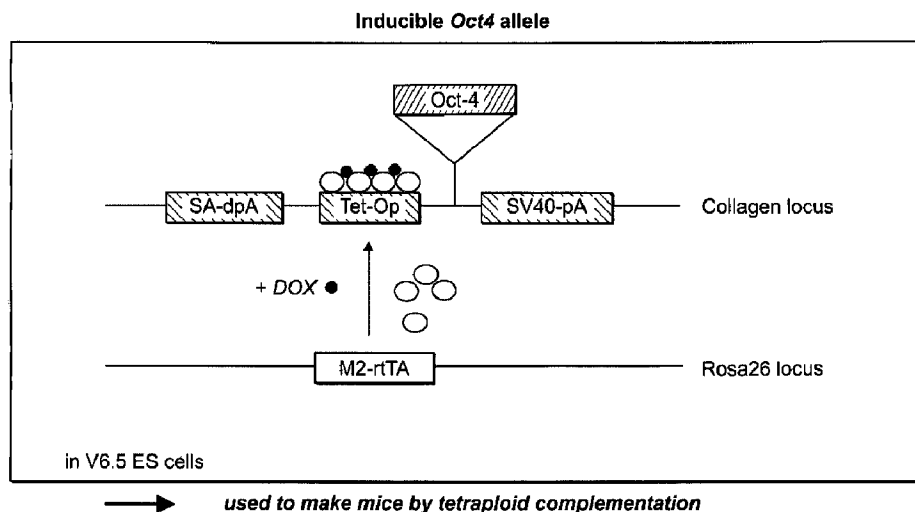 Inducible Oct4 allele
Oct-4
SA-dpA
Tet-Op
SV40-pA
Collagen locus
+ DOX
M2-rtTA
Rosa26 locus
in V6.5 ES cells
used to make mice by tetraploid complementation